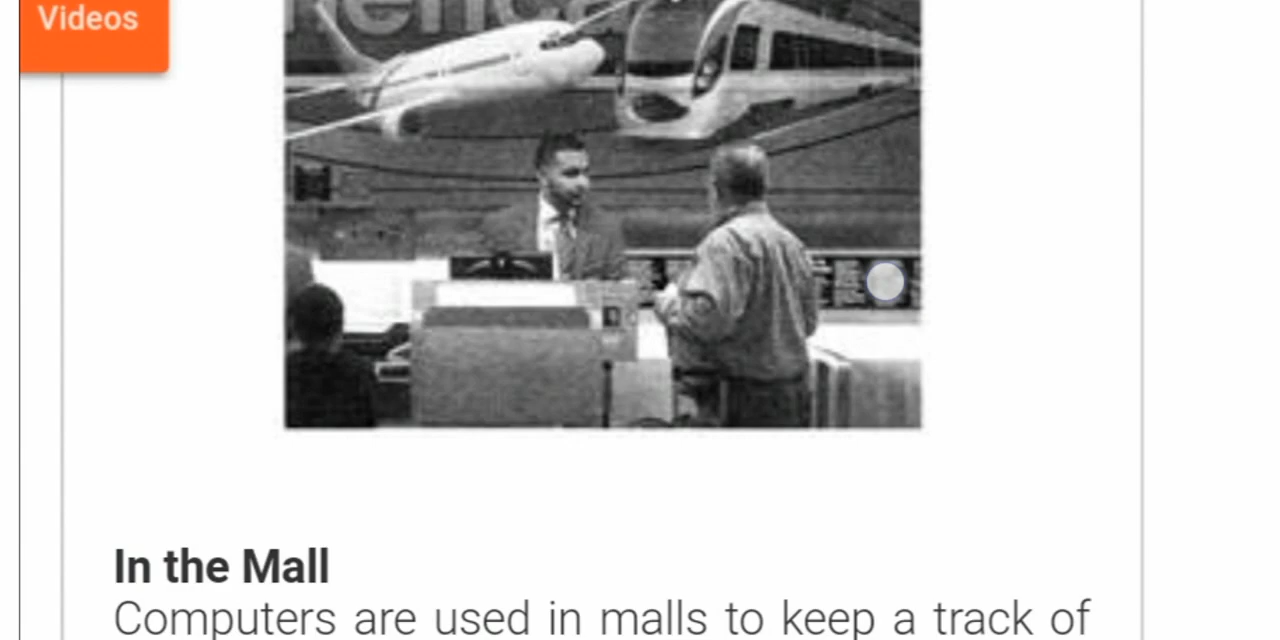 Videos
In the Mall
Computers are used in malls to keep a track of